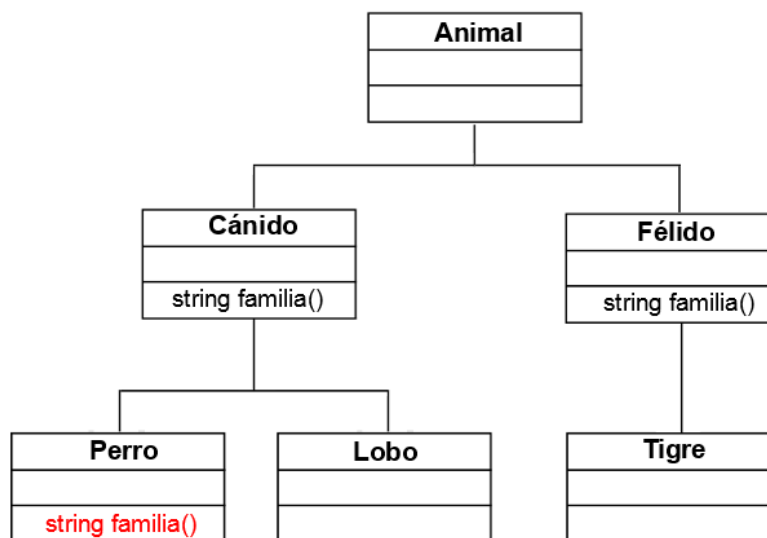 Animal
Cánido
Félido
string familia()
string familia()
Perro
Lobo
Tigre
string familia()